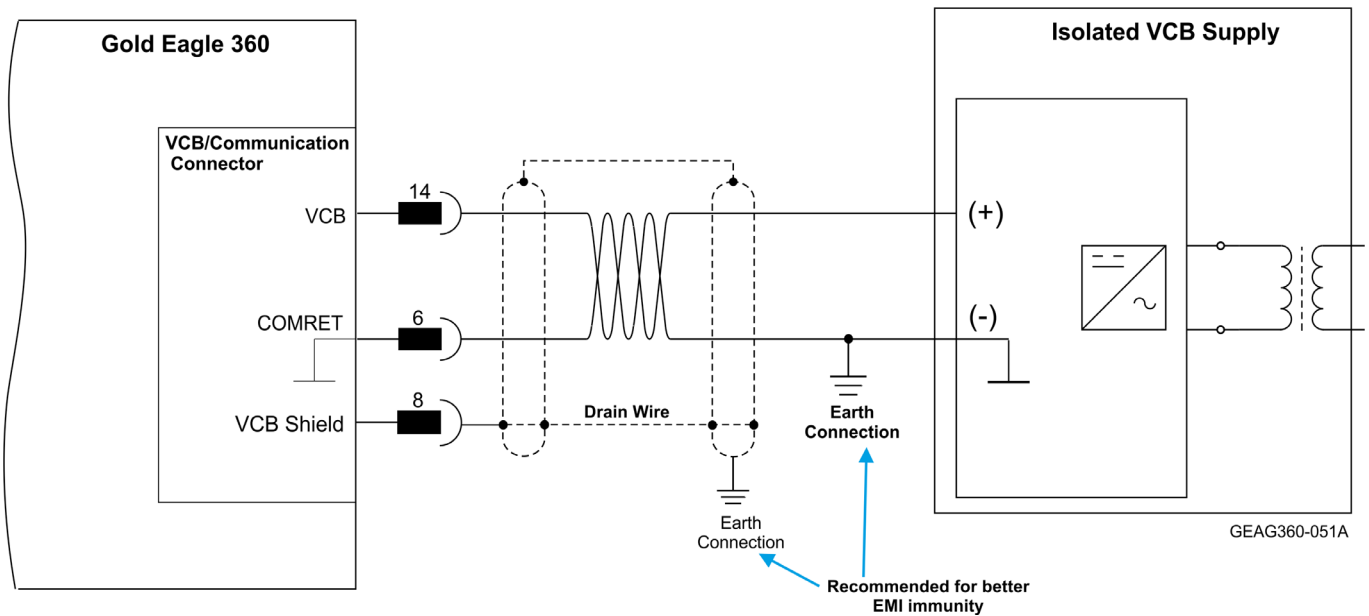 Gold Eagle 360
Isolated VCB Supply
VCB/Communication
Connector
VCB
14
(+)
COMRET
6
(-)
VCB Shield
8
Drain Wire
Earth
Connection
Earth
Connection
Recommended for better
EMI immunity
GEAG360-051A